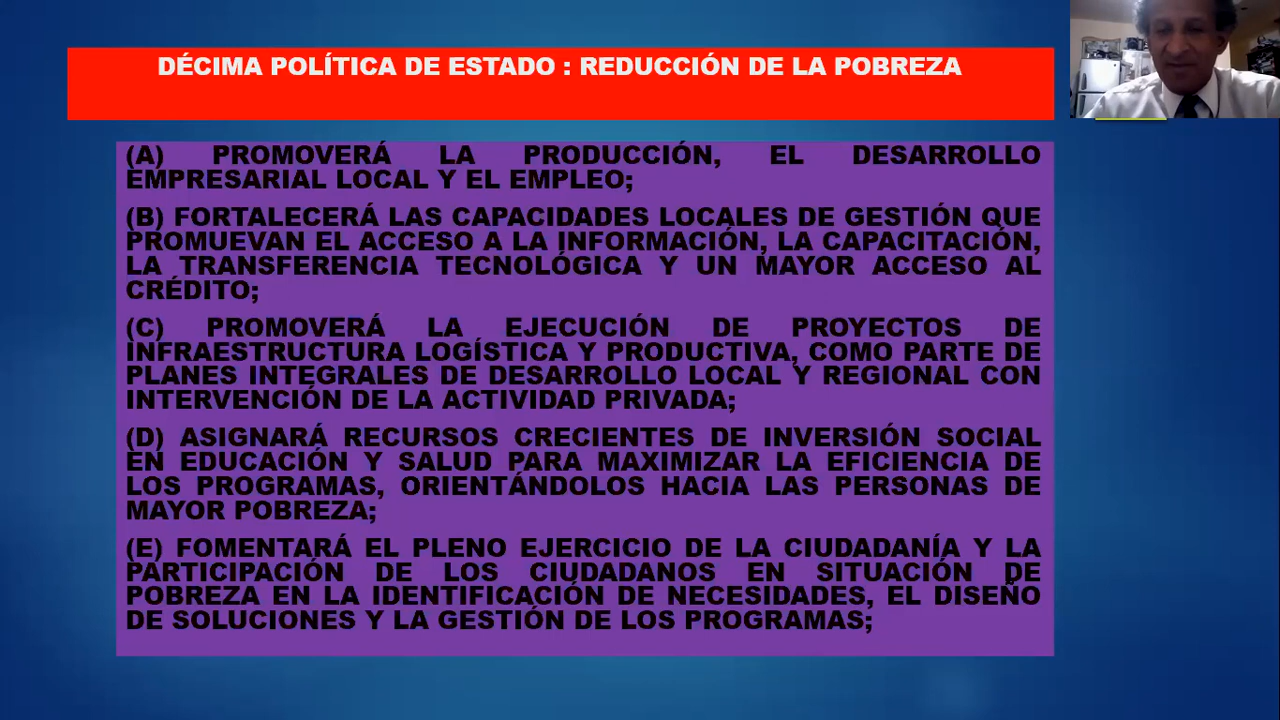 DÉCIMA POLÍTICA DE ESTADO : REDUCCIÓN DE LA POBREZA
(A) PROMOVERÁ LA PRODUCCIÓN, EL DESARROLLO
EMPRESARIAL LOCAL Y EL EMPLEO;
(B) FORTALECERÁ LAS CAPACIDADES LOCALES DE GESTIÓN QUE
PROMUEVAN EL ACCESO A LA INFORMACIÓN, LA CAPACITACIÓN,
LA TRANSFERENCIA TECNOLÓGICA Y UN MAYOR ACCESO AL
CRÉDITO;
(C) PROMOVERÁ LA EJECUCIÓN DE PROYECTOS DE
INFRAESTRUCTURA LOGÍSTICA Y PRODUCTIVA, COMO PARTE DE
PLANES INTEGRALES DE DESARROLLO LOCAL Y REGIONAL CON
INTERVENCIÓN DE LA ACTIVIDAD PRIVADA;
(D) ASIGNARÁ RECURSOS CRECIENTES DE INVERSIÓN SOCIAL
EN EDUCACIÓN Y SALUD PARA MAXIMIZAR LA EFICIENCIA DE
LOS PROGRAMAS, ORIENTÁNDOLOS HACIA LAS PERSONAS DE
MAYOR POBREZA;
(E) FOMENTARÁ EL PLENO EJERCICIO DE LA CIUDADANÍA Y LA
PARTICIPACIÓN DE LOS CIUDADANOS EN SITUACIÓN DE
POBREZA EN LA IDENTIFICACIÓN DE NECESIDADES, EL DISEÑO
DE SOLUCIONES Y LA GESTIÓN DE LOS PROGRAMAS;